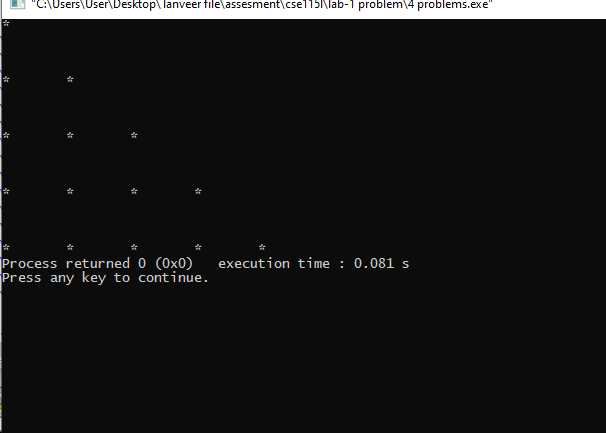 "C:\Users\User\Desktop\Tanveer file\assesment\cse115l\lab-1 problem\4 problems.exe"
*
* *
* * *
* * * *
* * * * *
Process returned 0 (0x0) execution time : 0.081 s
Press any key to continue.